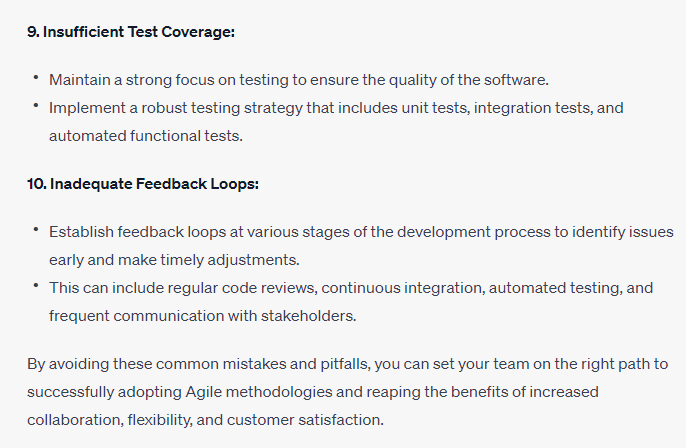 9. Insufficient Test Coverage:
• Maintain a strong focus on testing to ensure the quality of the software.
• Implement a robust testing strategy that includes unit tests, integration tests, and
automated functional tests.
10. Inadequate Feedback Loops:
• Establish feedback loops at various stages of the development process to identify issues
early and make timely adjustments.
• This can include regular code reviews, continuous integration, automated testing, and
frequent communication with stakeholders.
By avoiding these common mistakes and pitfalls, you can set your team on the right path to
successfully adopting Agile methodologies and reaping the benefits of increased
collaboration, flexibility, and customer satisfaction.